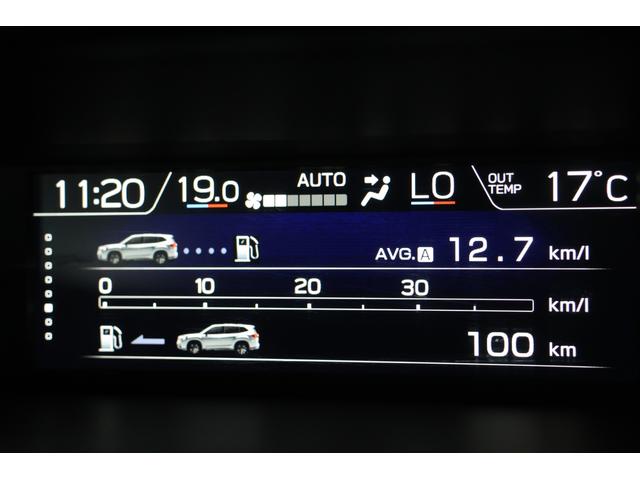 11:20 19.0 AUTO LO OUT TEMP 17°C
AVG. A 12.7 km/l
0 10 20 30 km/l
100 km